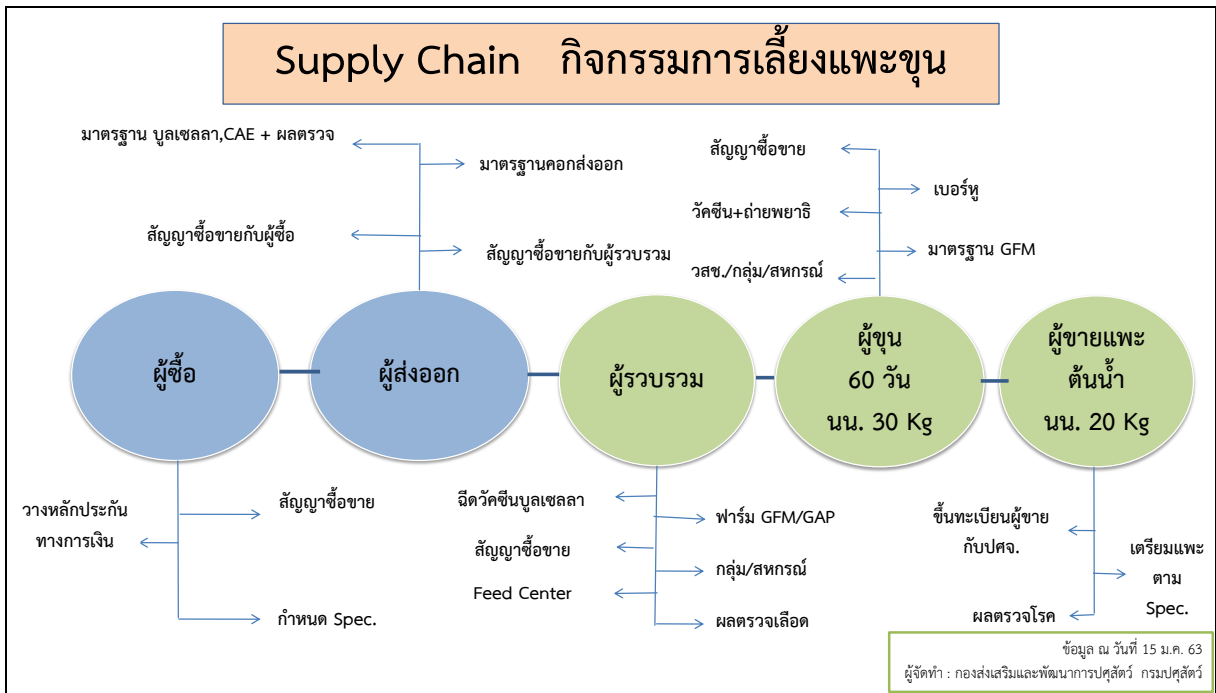 Supply Chain กิจกรรมการเลี้ยงแพะขุน
มาตรฐาน บูลเซลลา,CAE + ผลตรวจ
มาตรฐานคอกส่งออก
สัญญาซื้อขายกับผู้ซื้อ
สัญญาซื้อขายกับผู้รวบรวม
สัญญาซื้อขาย
เบอร์หู
วัคซีน+ถ่ายพยาธิ
มาตรฐาน GFM
วสช./กลุ่ม/สหกรณ์
ผู้ซื้อ
ผู้ส่งออก
ผู้รวบรวม
ผู้ขุน
60 วัน
นน. 30 Kg
ผู้ขายแพะ
ต้นน้ำ
นน. 20 Kg
วางหลักประกัน
ทางการเงิน
สัญญาซื้อขาย
กำหนด Spec.
ฉีดวัคซีนบูลเซลลา
ฟาร์ม GFM/GAP
สัญญาซื้อขาย
กลุ่ม/สหกรณ์
Feed Center
ผลตรวจเลือด
ขึ้นทะเบียนผู้ขาย
กับปศจ.
เตรียมแพะ
ตาม
Spec.
ผลตรวจโรค
ข้อมูล ณ วันที่ 15 ม.ค. 63
ผู้จัดทำ : กองส่งเสริมและพัฒนาการปศุสัตว์ กรมปศุสัตว์